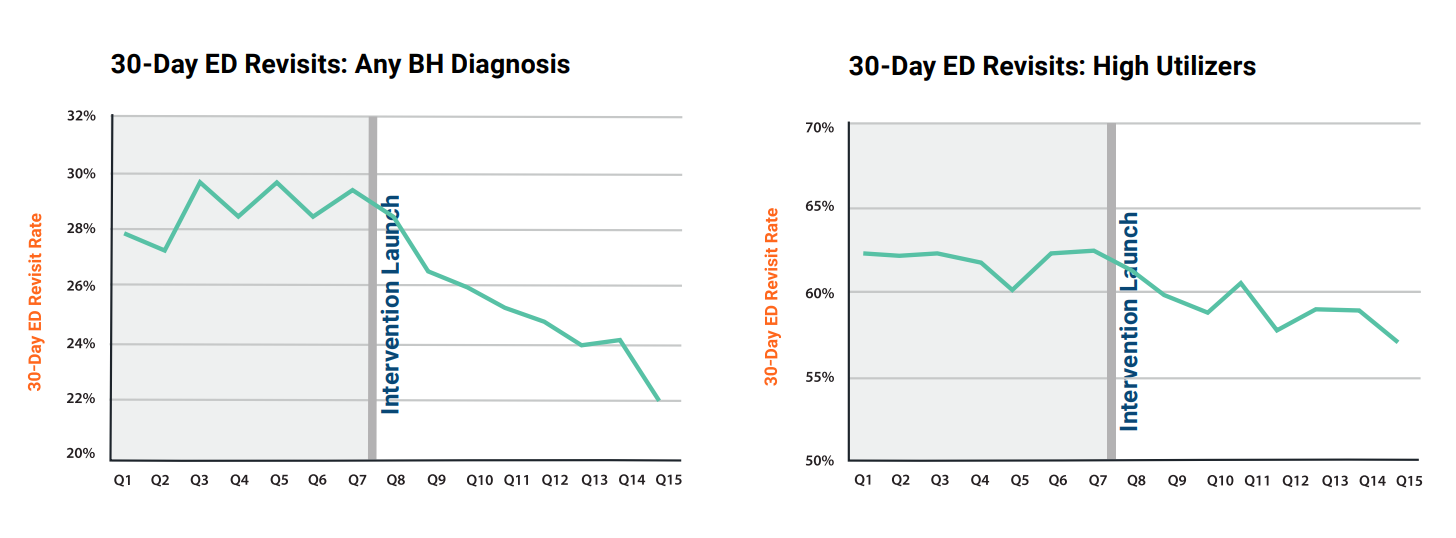 30-Day ED Revisits: Any BH Diagnosis
32%
30%
28%
26%
24%
22%
20%
30-Day ED Revisit Rate
Intervention Launch
Q1 Q2 Q3 Q4 Q5 Q6 Q7 Q8 Q9 Q10 Q11 Q12 Q13 Q14 Q15
30-Day ED Revisits: High Utilizers
70%
65%
60%
55%
50%
30-Day ED Revisit Rate
Intervention Launch
Q1 Q2 Q3 Q4 Q5 Q6 Q7 Q8 Q9 Q10 Q11 Q12 Q13 Q14 Q15